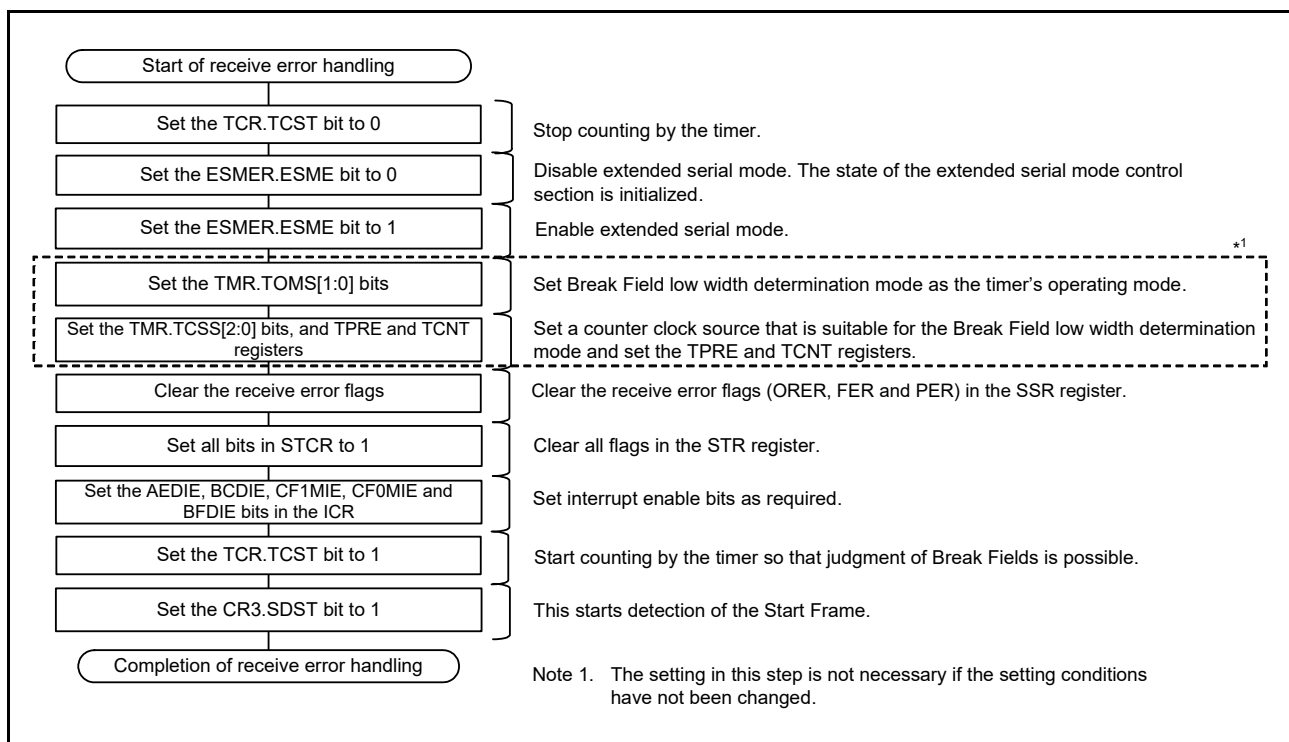 Start of receive error handling
Set the TCR.TCST bit to 0
Stop counting by the timer.
Set the ESMER.ESME bit to 0
Disable extended serial mode. The state of the extended serial mode control
section is initialized.
Set the ESMER.ESME bit to 1
Enable extended serial mode.
*1
Set the TMR.TOMS[1:0] bits
Set Break Field low width determination mode as the timer’s operating mode.
Set the TMR.TCSS[2:0] bits, and TPRE and TCNT
registers
Set a counter clock source that is suitable for the Break Field low width determination
mode and set the TPRE and TCNT registers.
Clear the receive error flags
Clear the receive error flags (ORER, FER and PER) in the SSR register.
Set all bits in STCR to 1
Clear all flags in the STR register.
Set the AEDIE, BCDIE, CF1MIE, CF0MIE and
BFDIE bits in the ICR
Set interrupt enable bits as required.
Set the TCR.TCST bit to 1
Start counting by the timer so that judgment of Break Fields is possible.
Set the CR3.SDST bit to 1
This starts detection of the Start Frame.
Completion of receive error handling
Note 1. The setting in this step is not necessary if the setting conditions
have not been changed.